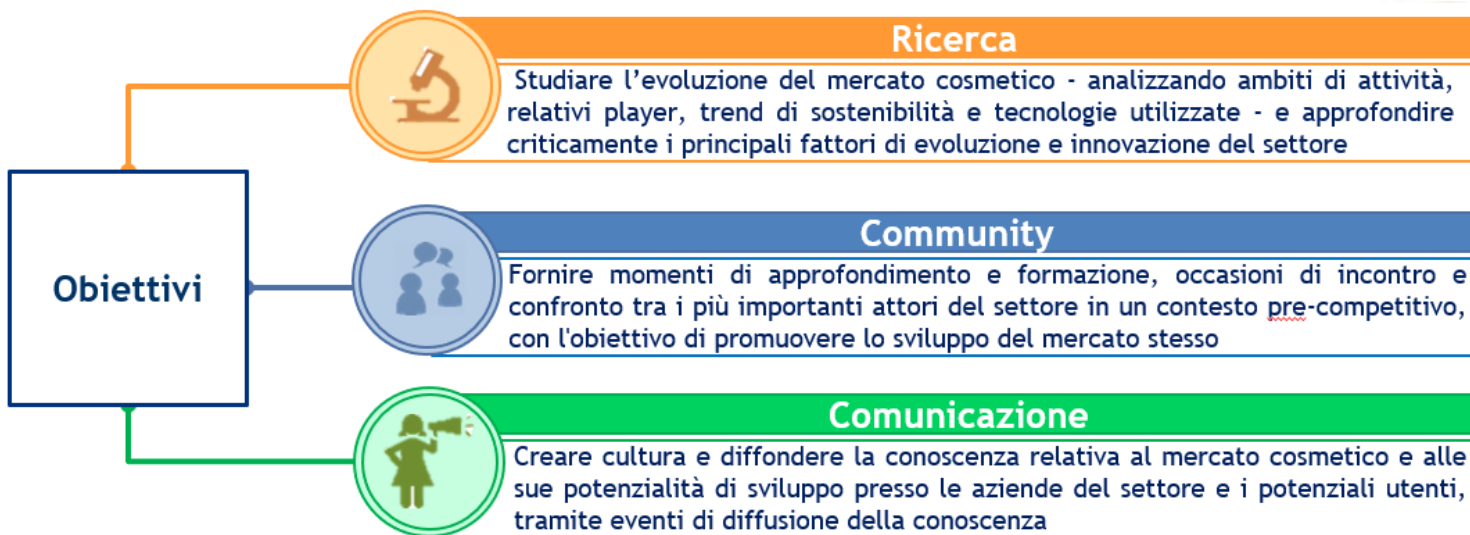 Ricerca
Studiare l’evoluzione del mercato cosmetico - analizzando ambiti di attività,
relativi player, trend di sostenibilità e tecnologie utilizzate - e approfondire
criticamente i principali fattori di evoluzione e innovazione del settore
Obiettivi
Community
Fornire momenti di approfondimento e formazione, occasioni di incontro e
confronto tra i più importanti attori del settore in un contesto pre-competitivo,
con l'obiettivo di promuovere lo sviluppo del mercato stesso
Comunicazione
Creare cultura e diffondere la conoscenza relativa al mercato cosmetico e alle
sue potenzialità di sviluppo presso le aziende del settore e i potenziali utenti,
tramite eventi di diffusione della conoscenza